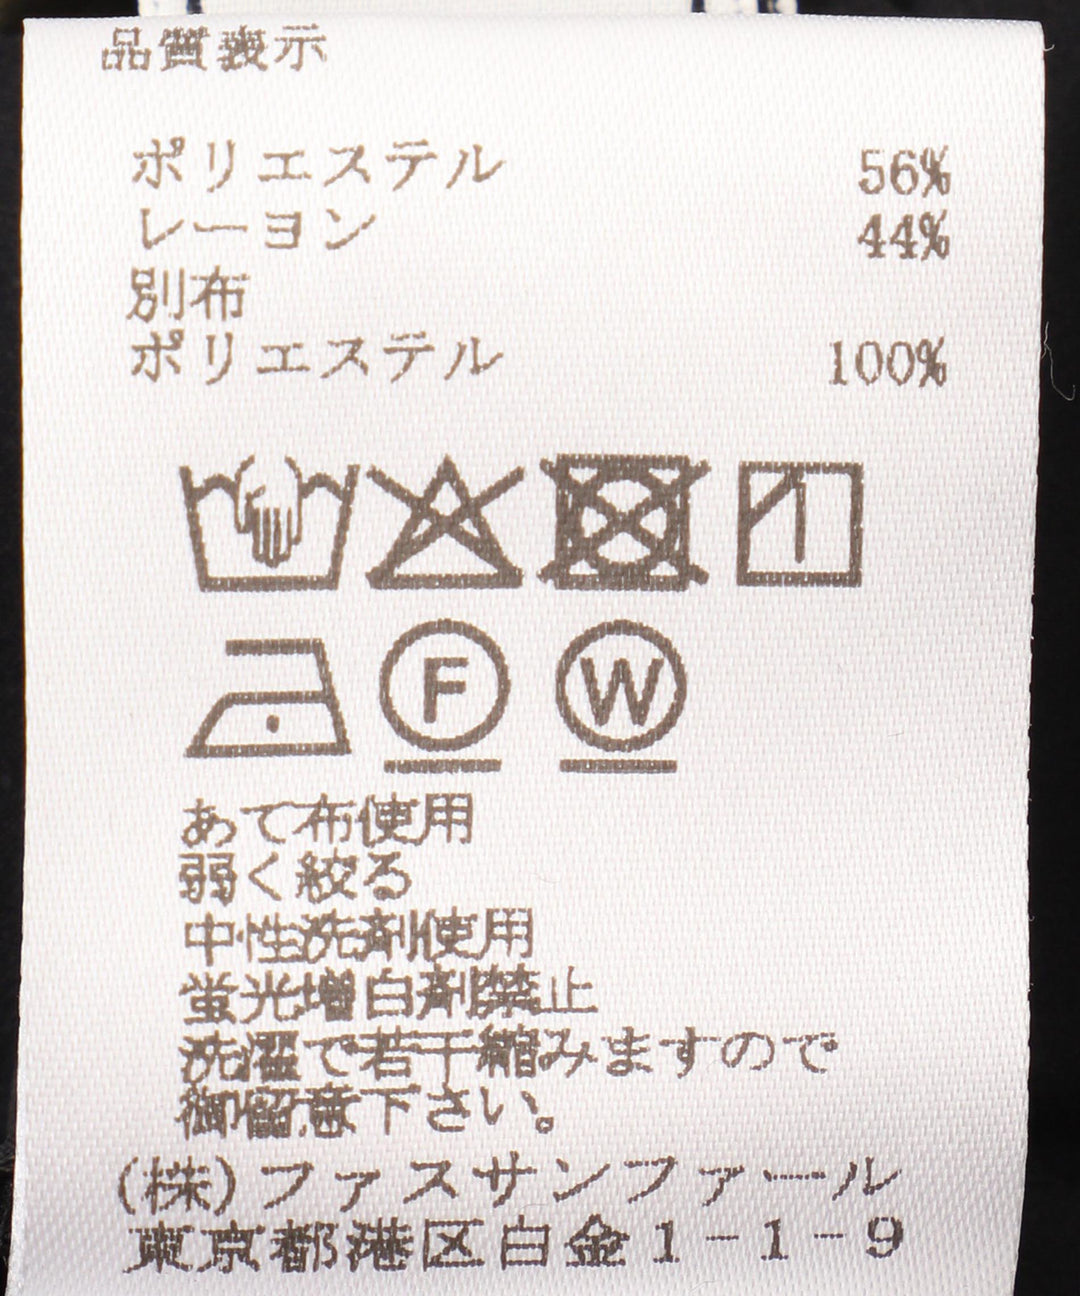 品質表示
ポリエステル 56%
レーヨン 44%
別布
ポリエステル 100%
F W
あて布使用
弱く絞る
中性洗剤使用
蛍光増白剤禁止
洗濯で若干縮みますので
御留意下さい。
(株)ファスサンファール
東京都港区白金1-1-9